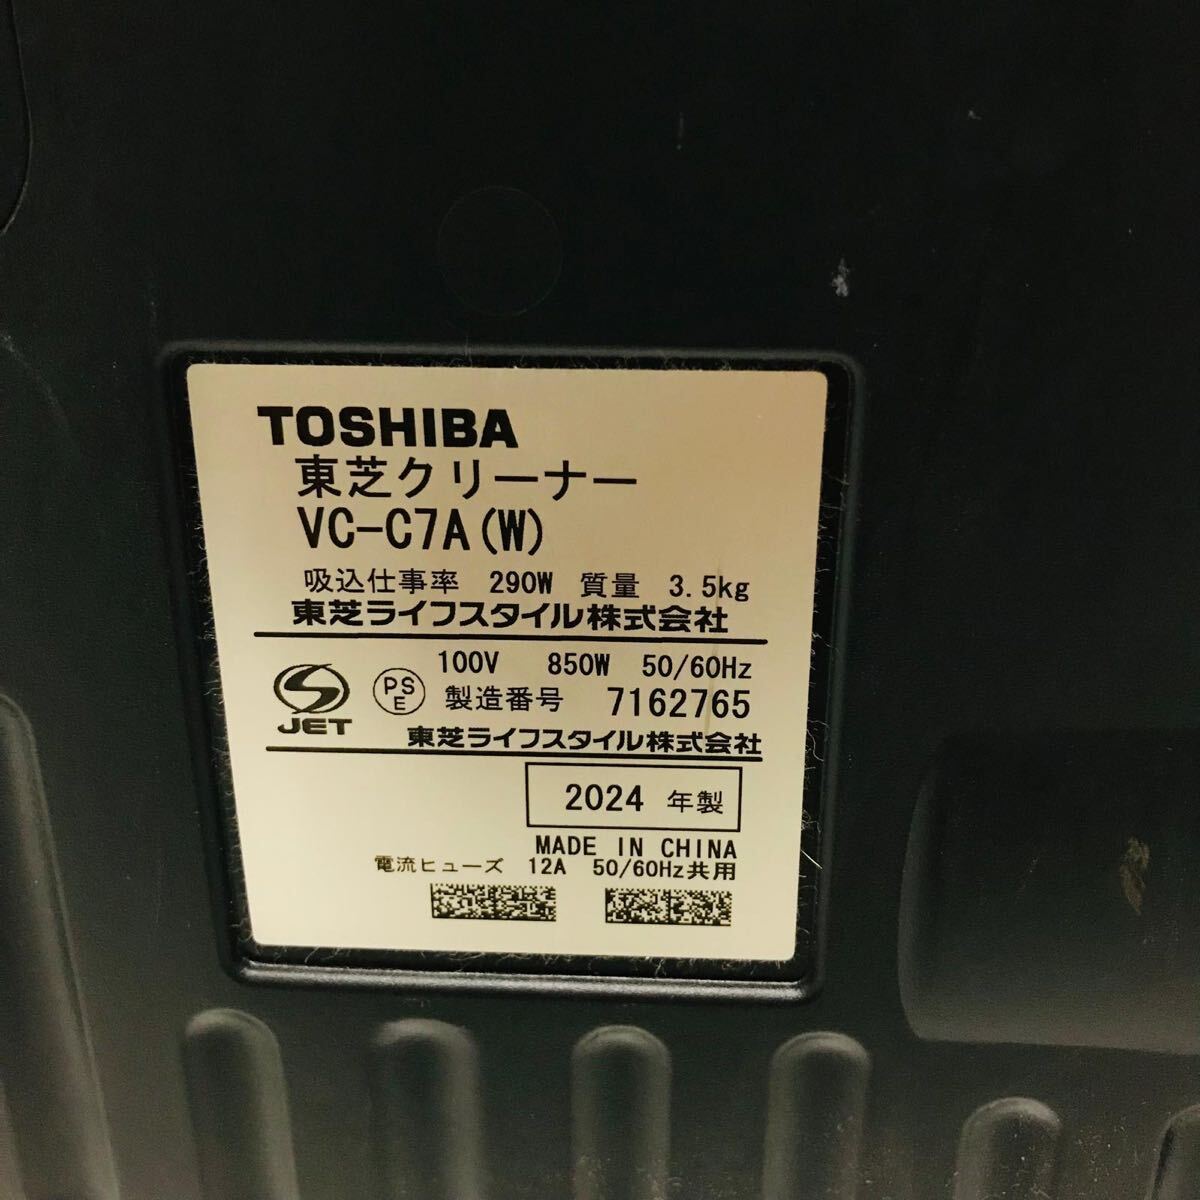 TOSHIBA
東芝クリーナー
VC-C7A(W)
吸込仕事率 290W 質量 3.5kg
東芝ライフスタイル株式会社
100V 850W 50/60Hz
JET
PS
E
製造番号 7162765
東芝ライフスタイル株式会社
2024 年製
MADE IN CHINA
電流ヒューズ 12A 50/60Hz共用